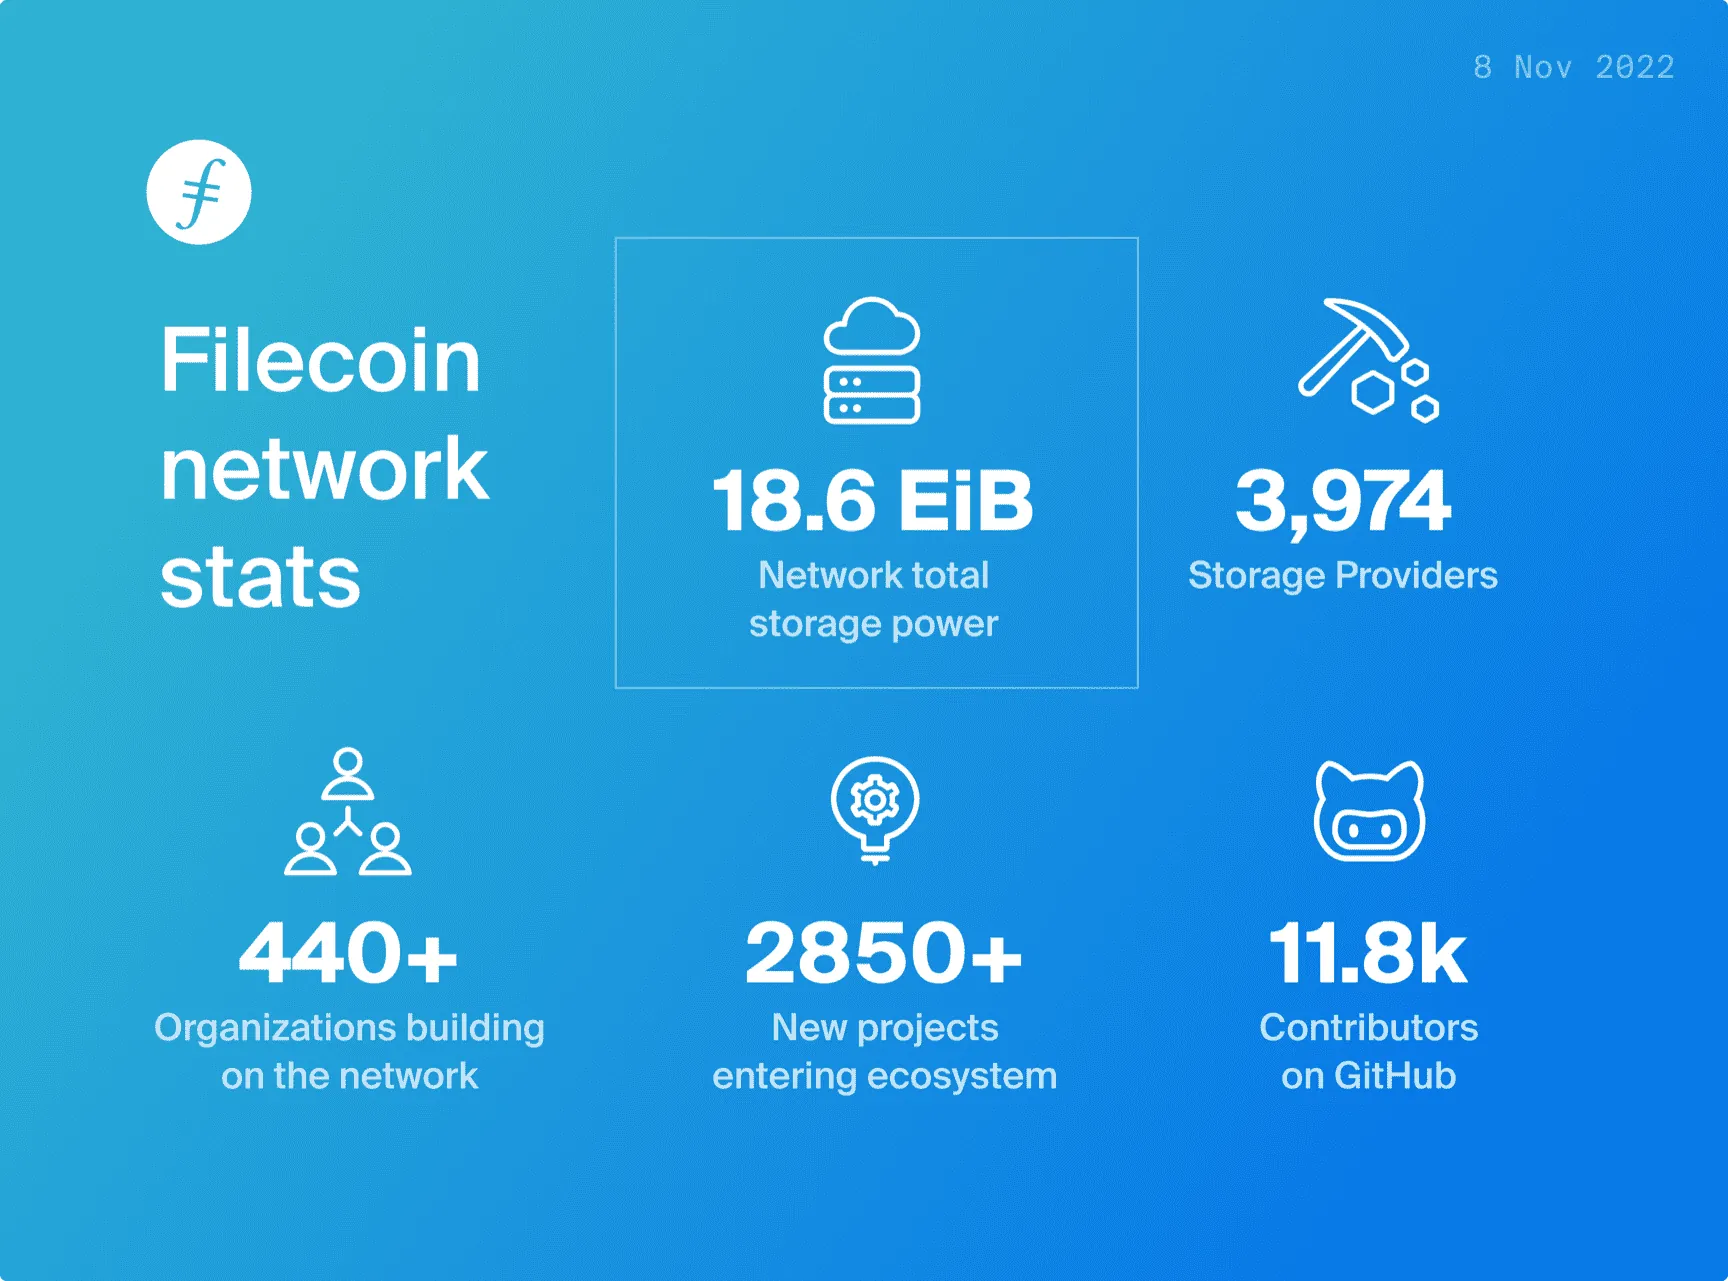 8 Nov 2022
Filecoin
network
stats
18.6 EiB
Network total
storage power
3,974
Storage Providers
440+
Organizations building
on the network
2850+
New projects
entering ecosystem
11.8k
Contributors
on GitHub